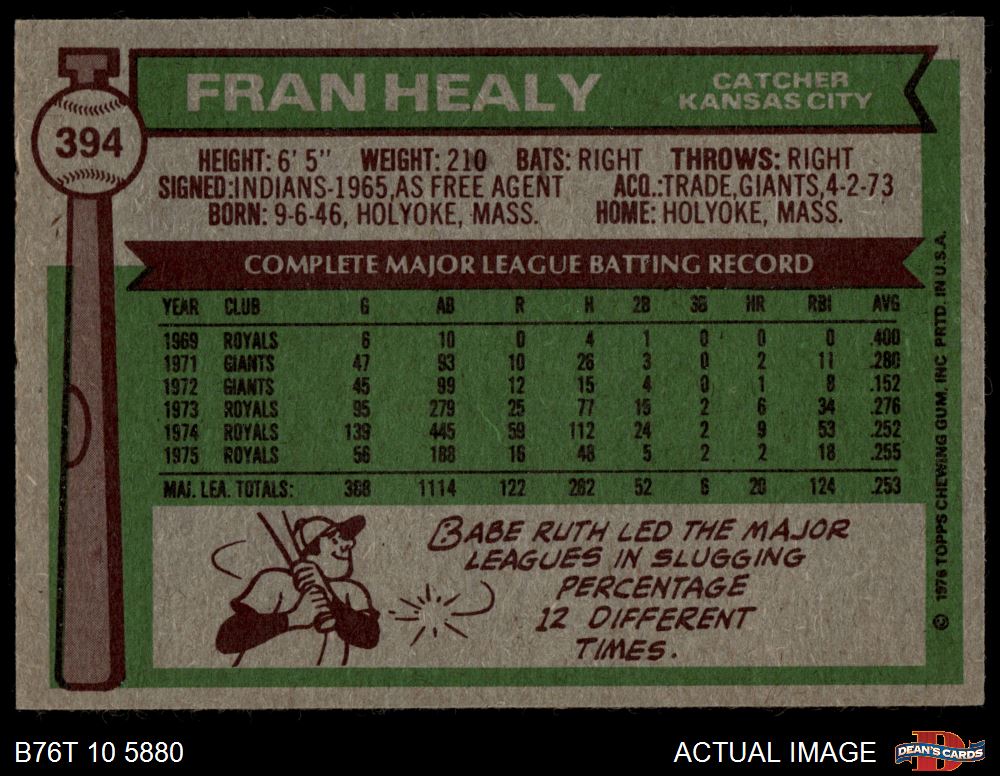 394
FRAN HEALY
CATCHER
KANSAS CITY
HEIGHT: 6' 5" WEIGHT: 210 BATS: RIGHT THROWS: RIGHT
SIGNED:INDIANS-1965,AS FREE AGENT ACQ.:TRADE,GIANTS,4-2-73
BORN: 9-6-46, HOLYOKE, MASS. HOME: HOLYOKE, MASS.
COMPLETE MAJOR LEAGUE BATTING RECORD
YEAR CLUB G AB R H 2B 3B HR RBI AVG
1969 ROYALS 6 10 0 4 1 0 0 0 .400
1971 GIANTS 47 93 10 26 3 0 2 11 .280
1972 GIANTS 45 99 12 15 4 0 1 8 .152
1973 ROYALS 95 279 25 77 15 2 6 34 .276
1974 ROYALS 139 445 59 112 24 2 9 53 .252
1975 ROYALS 56 188 16 48 5 2 2 18 .255
MAJ. LEA. TOTALS: 388 1114 122 282 52 6 20 124 .253
BABE RUTH LED THE MAJOR
LEAGUES IN SLUGGING
PERCENTAGE
12 DIFFERENT
TIMES.
© 1976 TOPPS CHEWING GUM, INC PRTD. IN U.S.A.
B76T 10 5880
ACTUAL IMAGE
DEAN'S CARDS